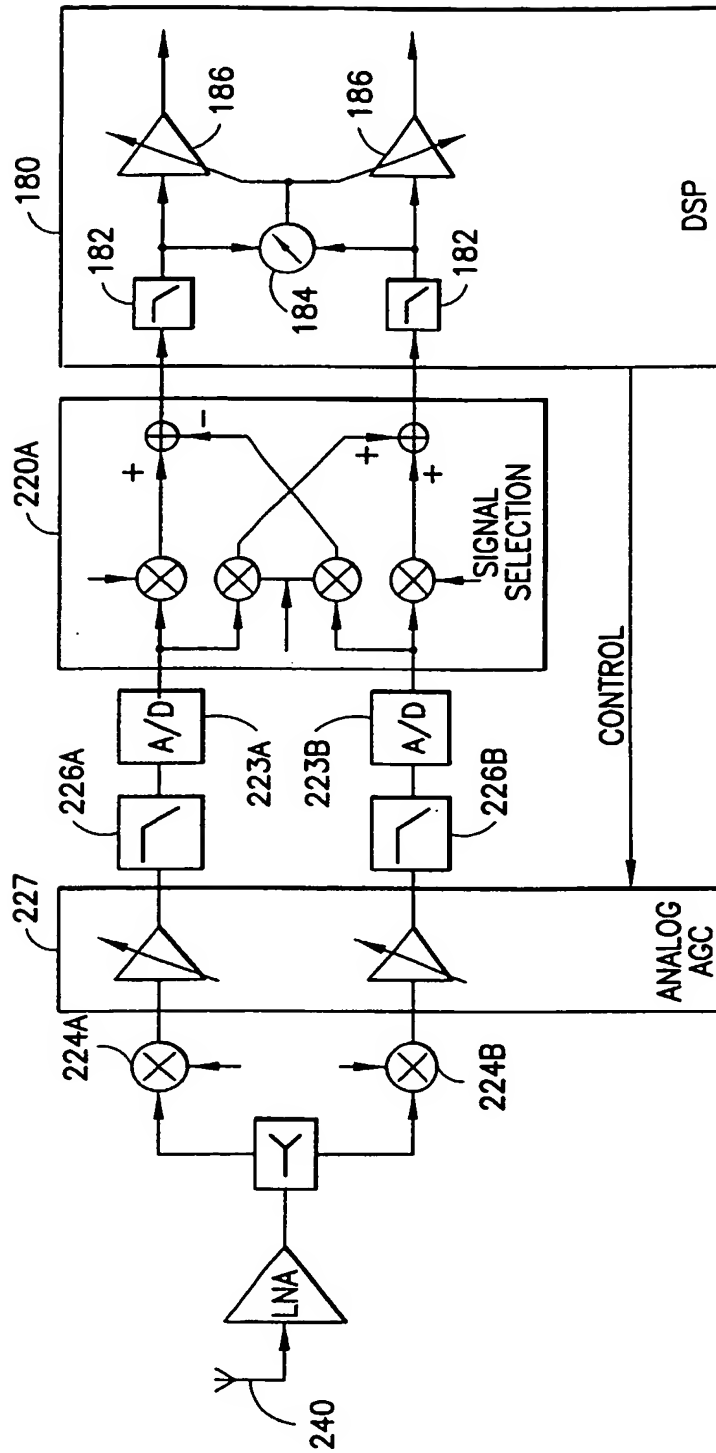 240
LNA
224A
224B
227
ANALOG
AGC
226A
226B
A/D
223A
A/D
223B
220A
+
-
+
+
SIGNAL
SELECTION
CONTROL
180
182
182
184
186
186
DSP